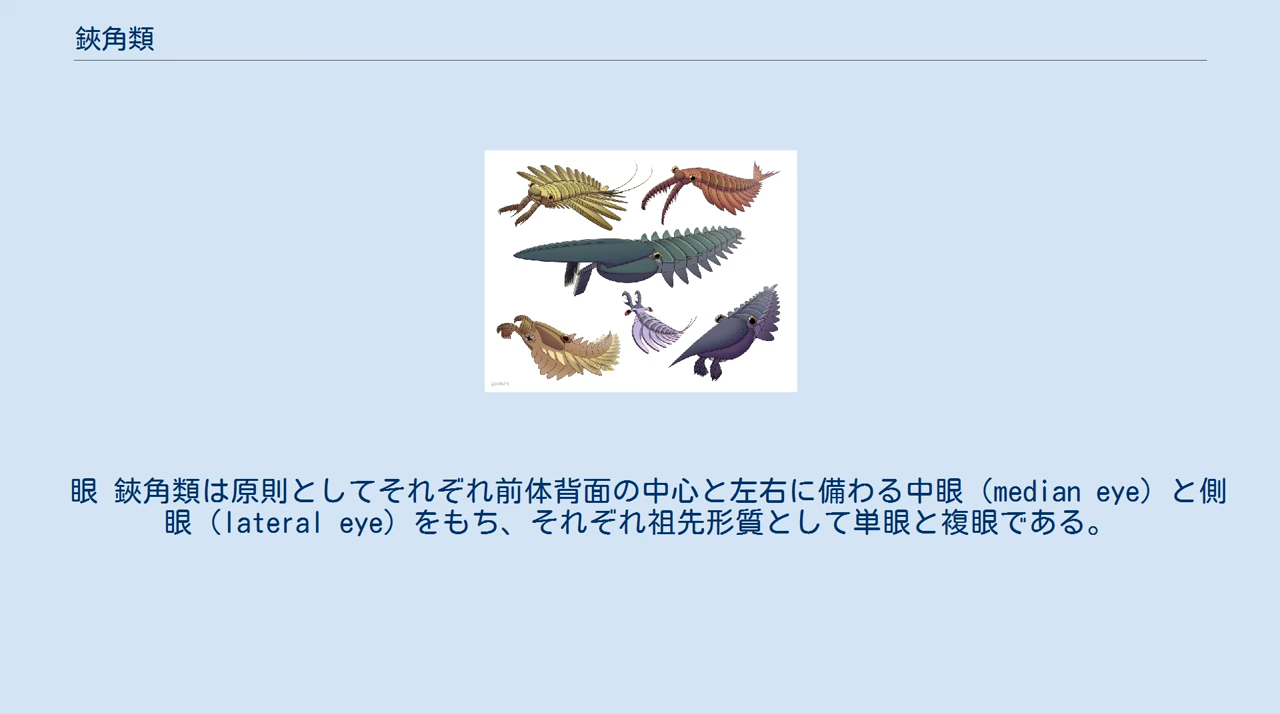 鋏角類
眼 鋏角類は原則としてそれぞれ前体背面の中心と左右に備わる中眼（median eye）と側
眼（lateral eye）をもち、それぞれ祖先形質として単眼と複眼である。